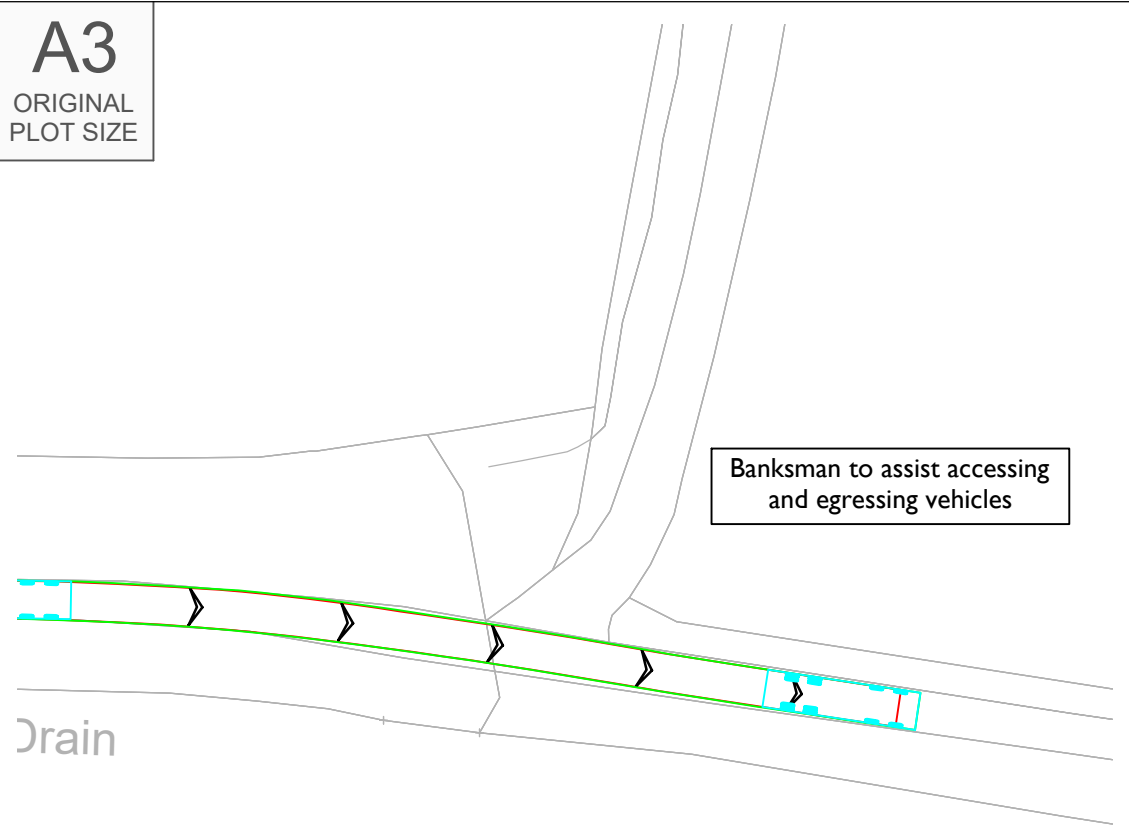 A3
ORIGINAL
PLOT SIZE
Banksman to assist accessing
and egressing vehicles
Drain